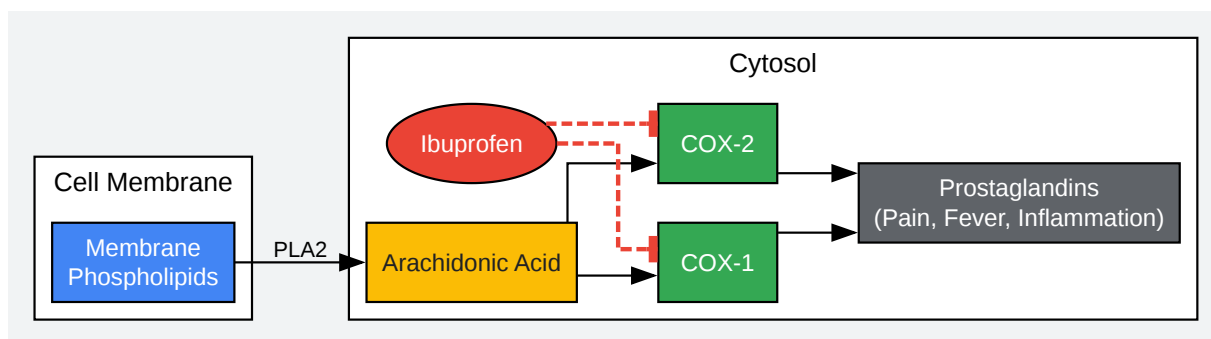 Cytosol
Ibuprofen
COX-2
Cell Membrane
Prostaglandins
(Pain, Fever, Inflammation)
Membrane
Phospholipids
PLA2
Arachidonic Acid
COX-1